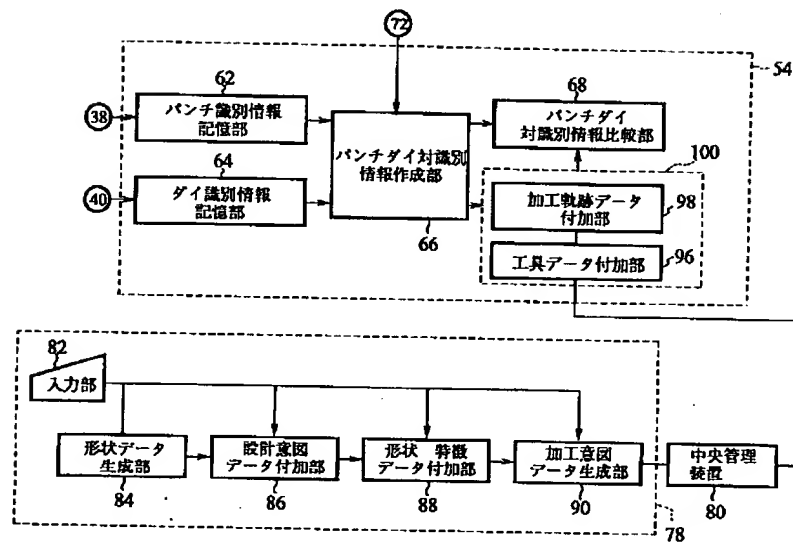 72
54
38
62
パンチ識別情報
記憶部
40
64
ダイ識別情報
記憶部
パンチダイ対識別
情報作成部
66
68
パンチダイ
対識別情報比較部
100
加工軌跡データ
付加部
98
工具データ付加部
96
82
入力部
形状データ
生成部
84
設計意図
データ付加部
86
形状 特徴
データ付加部
88
加工意図
データ生成部
90
中央管理
装置
80
78